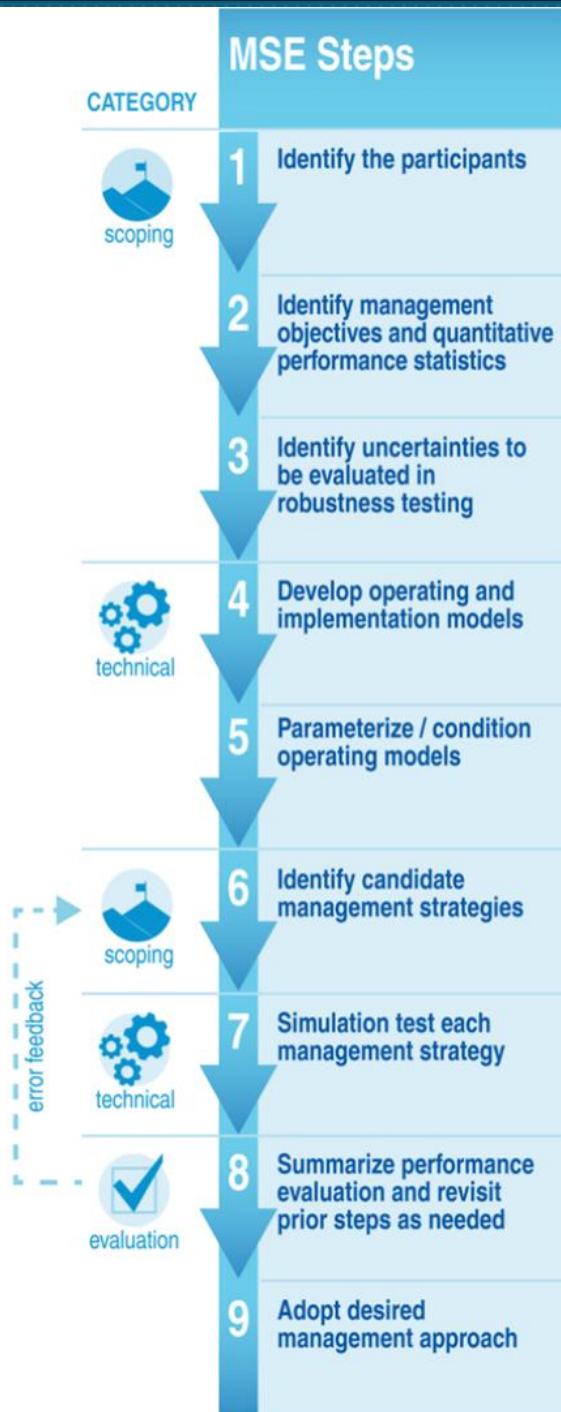 MSE Steps
CATEGORY
scoping
1
Identify the participants
2
Identify management
objectives and quantitative
performance statistics
3
Identify uncertainties to
be evaluated in
robustness testing
technical
4
Develop operating and
implementation models
5
Parameterize / condition
operating models
scoping
6
Identify candidate
management strategies
error feedback
technical
7
Simulation test each
management strategy
evaluation
8
Summarize performance
evaluation and revisit
prior steps as needed
9
Adopt desired
management approach